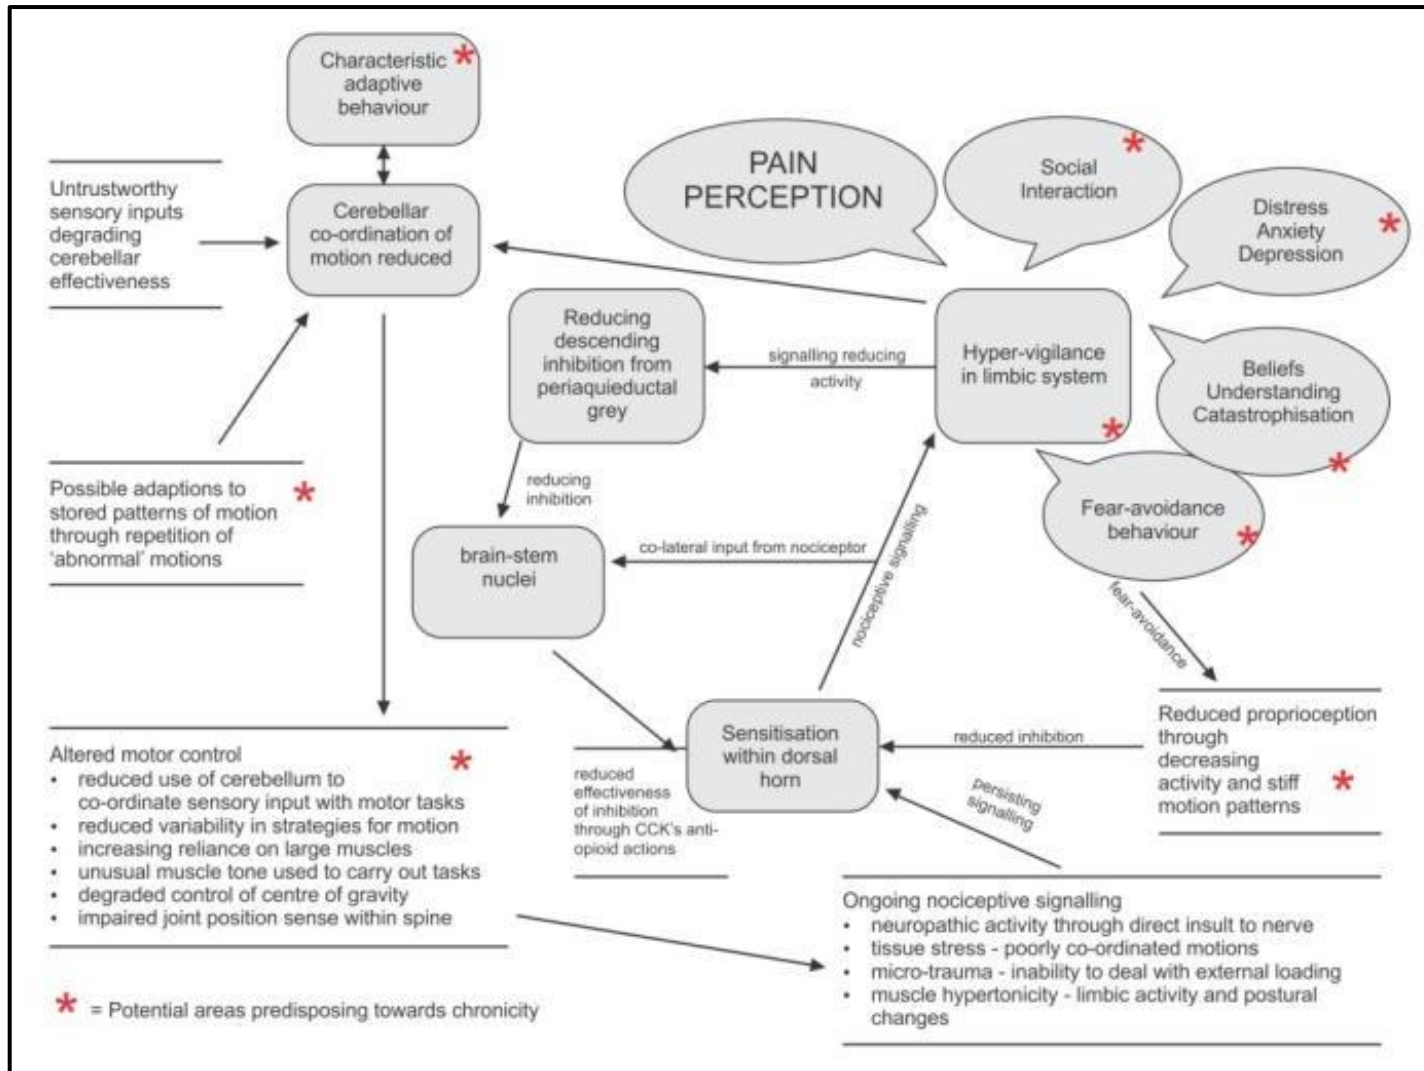 Characteristic
adaptive
behaviour
*
Untrustworthy
sensory inputs
degrading
cerebellar
effectiveness
Cerebellar
co-ordination of
motion reduced
PAIN
PERCEPTION
Social
Interaction
*
Distress
Anxiety
Depression
*
Reducing
descending
inhibition from
periaquieductal
grey
signalling reducing
activity
Hyper-vigilance
in limbic system
*
Beliefs
Understanding
Catastrophisation
*
Fear-avoidance
behaviour
*
Possible adaptions to
stored patterns of motion
through repetition of
‘abnormal’ motions
*
reducing
inhibition
brain-stem
nuclei
co-lateral input from nociceptor
nociceptive signalling
fear-avoidance
Sensitisation
within dorsal
horn
reduced inhibition
Reduced proprioception
through
decreasing
activity and stiff
motion patterns
*
persisting
signalling
reduced
effectiveness
of inhibition
through CCK's anti-
opioid actions
Altered motor control
*
• reduced use of cerebellum to
co-ordinate sensory input with motor tasks
• reduced variability in strategies for motion
• increasing reliance on large muscles
• unusual muscle tone used to carry out tasks
• degraded control of centre of gravity
• impaired joint position sense within spine
Ongoing nociceptive signalling
• neuropathic activity through direct insult to nerve
• tissue stress - poorly co-ordinated motions
• micro-trauma - inability to deal with external loading
• muscle hypertonicity - limbic activity and postural
changes
* = Potential areas predisposing towards chronicity